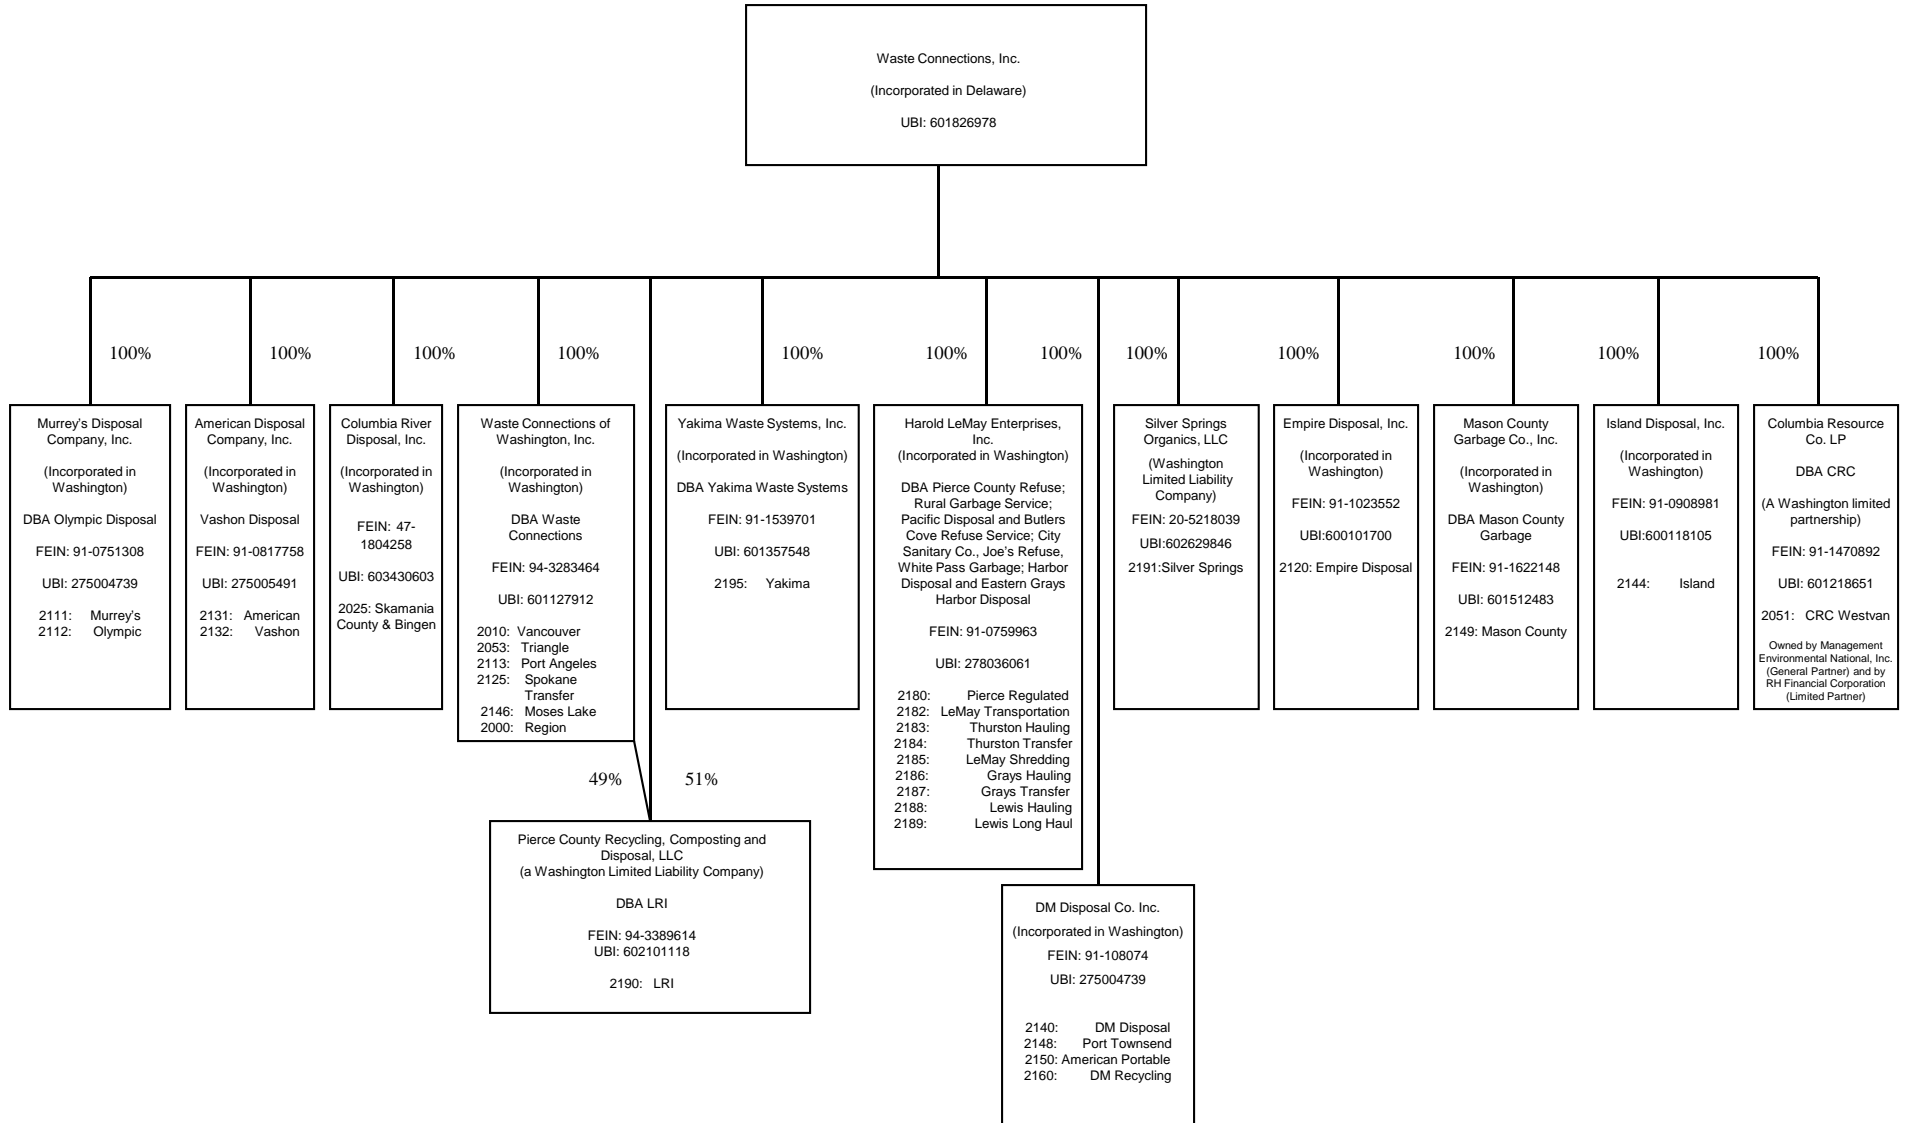 Waste Connections, Inc.
(Incorporated in Delaware)
UBI: 601826978
100%
100%
100%
100%
100%
100%
100%
100%
100%
100%
100%
100%
Murrey's Disposal
Company, Inc.
(Incorporated in
Washington)
DBA Olympic Disposal
FEIN: 91-0751308
UBI: 275004739
2111: Murrey's
2112: Olympic
American Disposal
Company, Inc.
(Incorporated in
Washington)
Vashon Disposal
FEIN: 91-0817758
UBI: 275005491
2131: American
2132: Vashon
Columbia River
Disposal, Inc.
(Incorporated in
Washington)
FEIN: 47-
1804258
UBI: 603430603
2025: Skamania
County & Bingen
Waste Connections of
Washington, Inc.
(Incorporated in
Washington)
DBA Waste
Connections
FEIN: 94-3283464
UBI: 601127912
2010: Vancouver
2053: Triangle
2113: Port Angeles
2125: Spokane
Transfer
2146: Moses Lake
2000: Region
Yakima Waste Systems, Inc.
(Incorporated in Washington)
DBA Yakima Waste Systems
FEIN: 91-1539701
UBI: 601357548
2195: Yakima
Harold LeMay Enterprises,
Inc.
(Incorporated in Washington)
DBA Pierce County Refuse;
Rural Garbage Service;
Pacific Disposal and Butlers
Cove Refuse Service; City
Sanitary Co., Joe's Refuse,
White Pass Garbage; Harbor
Disposal and Eastern Grays
Harbor Disposal
FEIN: 91-0759963
UBI: 278036061
2180: Pierce Regulated
2182: LeMay Transportation
2183: Thurston Hauling
2184: Thurston Transfer
2185: LeMay Shredding
2186: Grays Hauling
2187: Grays Transfer
2188: Lewis Hauling
2189: Lewis Long Haul
Silver Springs
Organics, LLC
(Washington
Limited Liability
Company)
FEIN: 20-5218039
UBI:602629846
2191:Silver Springs
Empire Disposal, Inc.
(Incorporated in
Washington)
FEIN: 91-1023552
UBI:600101700
2120: Empire Disposal
Mason County
Garbage Co., Inc.
(Incorporated in
Washington)
DBA Mason County
Garbage
FEIN: 91-1622148
UBI: 601512483
2149: Mason County
Island Disposal, Inc.
(Incorporated in
Washington)
FEIN: 91-0908981
UBI:600118105
2144: Island
Columbia Resource
Co. LP
DBA CRC
(A Washington limited
partnership)
FEIN: 91-1470892
UBI: 601218651
2051: CRC Westvan
Owned by Management
Environmental National, Inc.
(General Partner) and by
RH Financial Corporation
(Limited Partner)
49%
51%
Pierce County Recycling, Composting and
Disposal, LLC
(a Washington Limited Liability Company)
DBA LRI
FEIN: 94-3389614
UBI: 602101118
2190: LRI
DM Disposal Co. Inc.
(Incorporated in Washington)
FEIN: 91-108074
UBI: 275004739
2140: DM Disposal
2148: Port Townsend
2150: American Portable
2160: DM Recycling